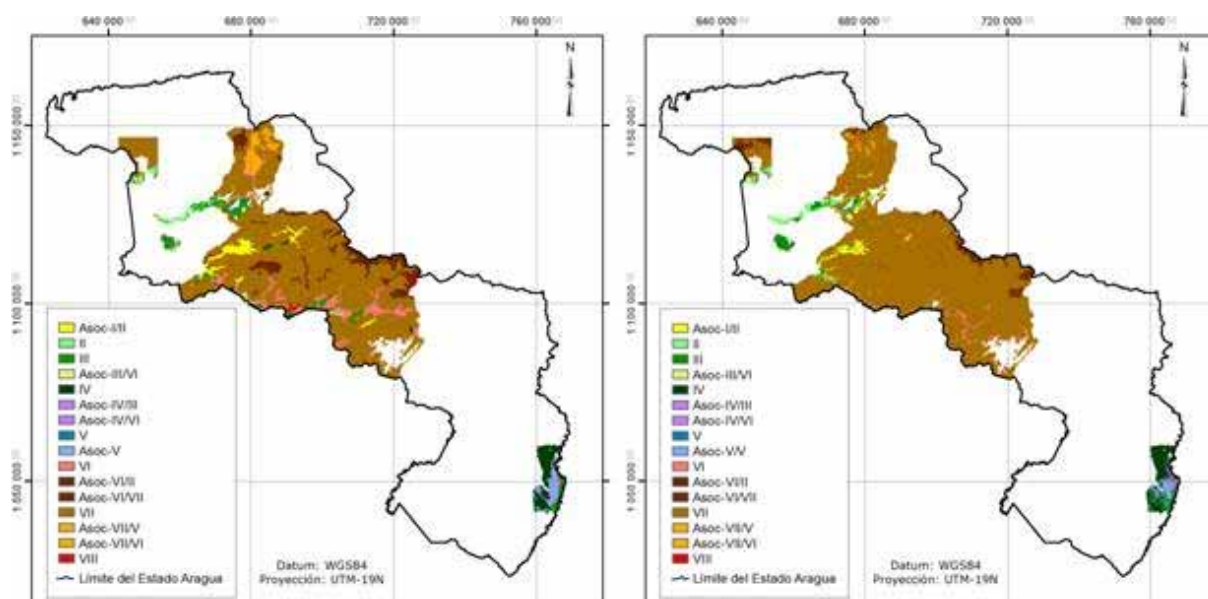 640 000
680 000
720 000
760 000
N
1 150 000
1 100 000
1 050 000
Asoc-I/II
II
III
Asoc-III/VI
IV
Asoc-IV/III
Asoc-IV/VI
V
Asoc-V
VI
Asoc-VI/II
Asoc-VI/VII
VII
Asoc-VII/V
Asoc-VII/VI
VIII
Límite del Estado Aragua
Datum: WGS84
Proyección: UTM-19N
640 000
680 000
720 000
760 000
N
1 150 000
1 100 000
1 050 000
Asoc-I/II
II
III
Asoc-III/VI
IV
Asoc-IV/III
Asoc-IV/VI
V
Asoc-V/V
VI
Asoc-VI/II
Asoc-VI/VII
VII
Asoc-VII/V
Asoc-VII/VI
VIII
Límite del Estado Aragua
Datum: WGS84
Proyección: UTM-19N